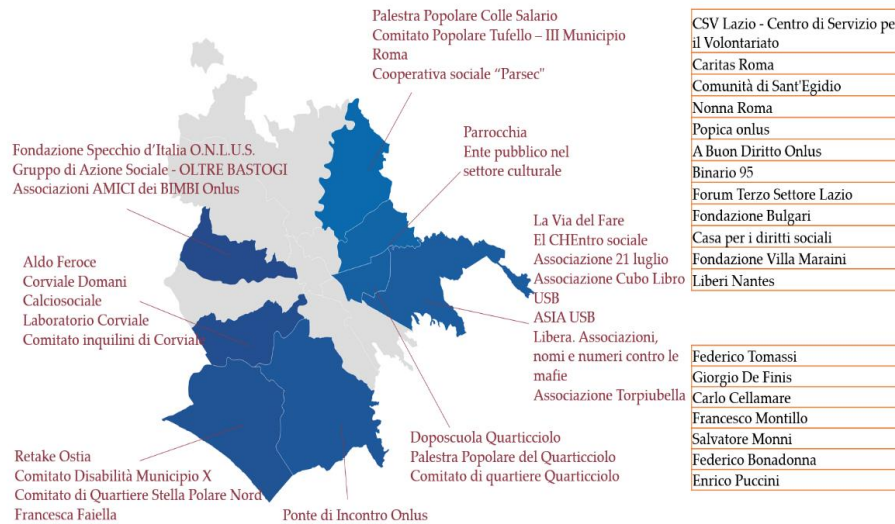 Palestra Popolare Colle Salario
Comitato Popolare Tufello – III Municipio
Roma
Cooperativa sociale “Parsec"
Fondazione Specchio d’Italia O.N.L.U.S.
Gruppo di Azione Sociale - OLTRE BASTOGI
Associazioni AMICI dei BIMBI Onlus
Parrocchia
Ente pubblico nel
settore culturale
Aldo Feroce
Corviale Domani
Calciosociale
Laboratorio Corviale
Comitato inquilini di Corviale
La Via del Fare
El CHEntro sociale
Associazione 21 luglio
Associazione Cubo Libro
USB
ASIA USB
Libera. Associazioni,
nomi e numeri contro le
mafie
Associazione Torpiubella
Doposcuola Quarticciolo
Palestra Popolare del Quarticciolo
Comitato di quartiere Quarticciolo
Retake Ostia
Comitato Disabilità Municipio X
Comitato di Quartiere Stella Polare Nord
Francesca Faiella
Ponte di Incontro Onlus
CSV Lazio - Centro di Servizio pe
il Volontariato
Caritas Roma
Comunità di Sant'Egidio
Nonna Roma
Popica onlus
A Buon Diritto Onlus
Binario 95
Forum Terzo Settore Lazio
Fondazione Bulgari
Casa per i diritti sociali
Fondazione Villa Maraini
Liberi Nantes
Federico Tomassi
Giorgio De Finis
Carlo Cellamare
Francesco Montillo
Salvatore Monni
Federico Bonadonna
Enrico Puccini